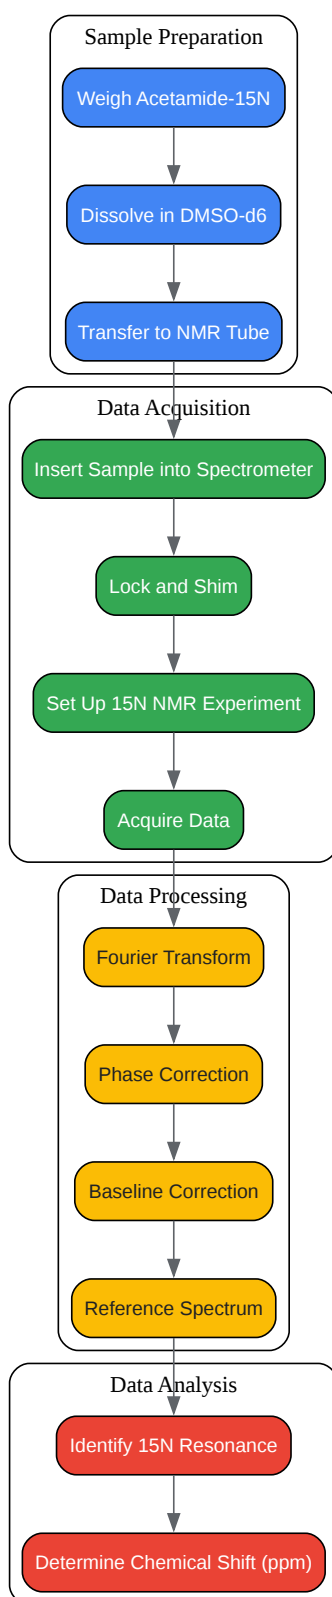 Sample Preparation
Weigh Acetamide-15N
Dissolve in DMSO-d6
Transfer to NMR Tube
Data Acquisition
Insert Sample into Spectrometer
Lock and Shim
Set Up 15N NMR Experiment
Acquire Data
Data Processing
Fourier Transform
Phase Correction
Baseline Correction
Reference Spectrum
Data Analysis
Identify 15N Resonance
Determine Chemical Shift (ppm)